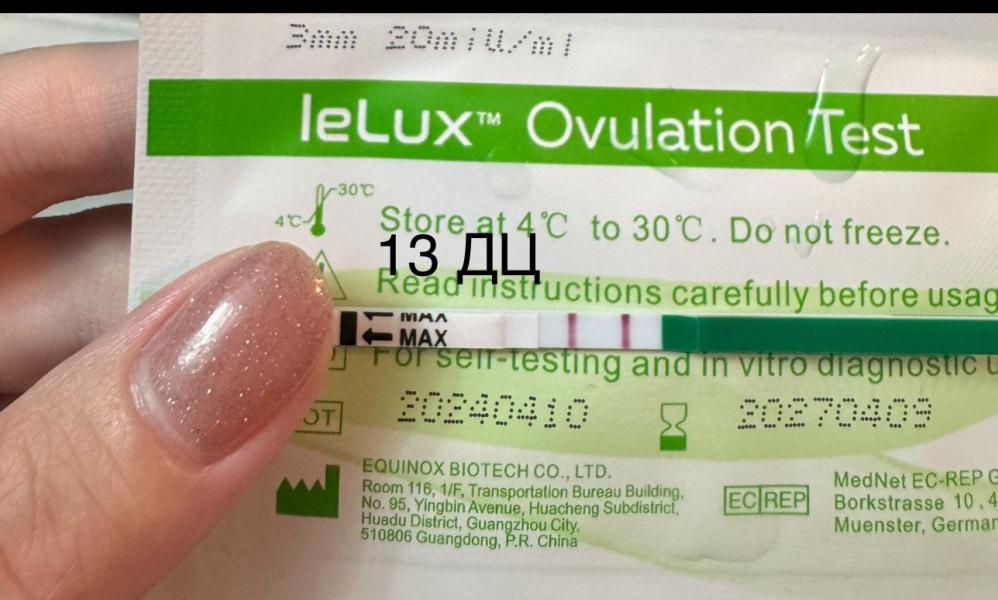 3mm 20mIU/ml
leLux™ Ovulation Test
30℃
4℃
Store at 4℃ to 30℃. Do not freeze.
13 ДЦ
Read instructions carefully before
MAX
MAX
For self-testing and in vitro diagnostic
20240410
20270409
EQUINOX BIOTECH CO., LTD.
Room 116, 1/F, Transportation Bureau Building,
No. 95, Yingbin Avenue, Huacheng Subdistrict,
Huadu District, Guangzhou City,
510806 Guangdong, P.R. China
EC REP
MedNet EC-REP
Borkstrasse 10,
Muenster,